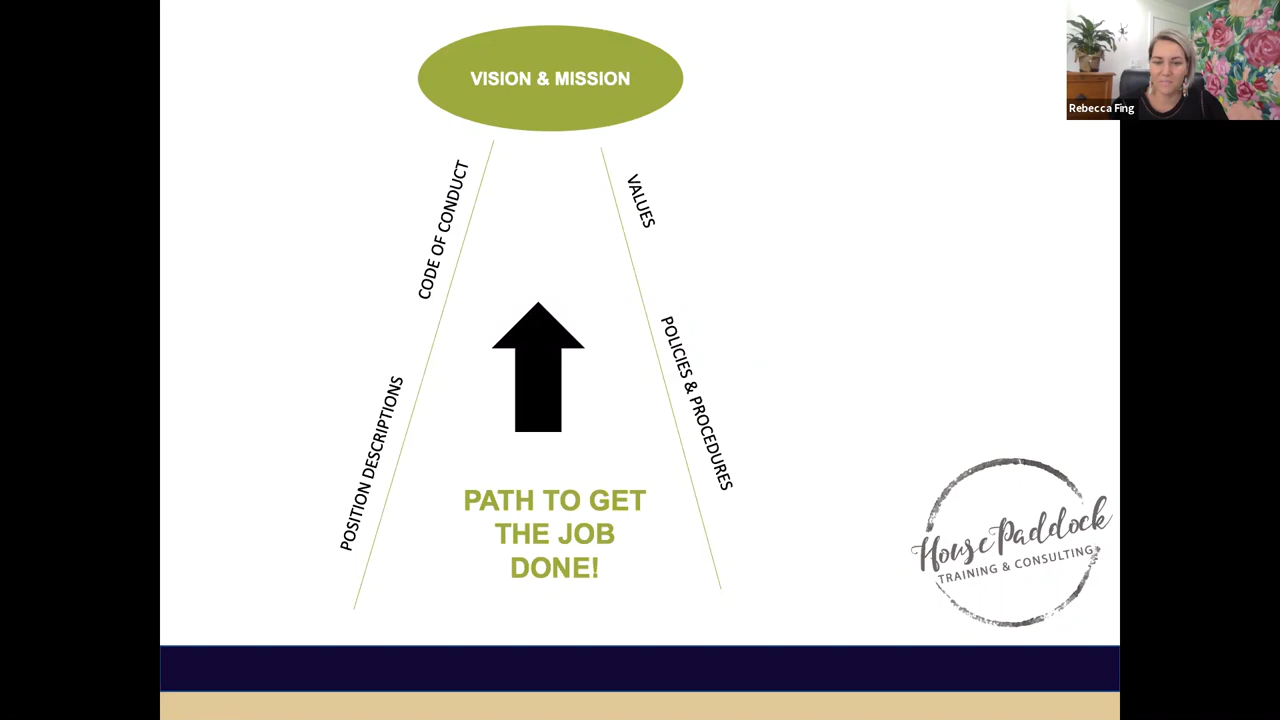 VISION & MISSION
Rebecca Fing
CODE OF CONDUCT
VALUES
POSITION DESCRIPTIONS
POLICIES & PROCEDURES
PATH TO GET
THE JOB
DONE!
House Paddock
TRAINING & CONSULTING